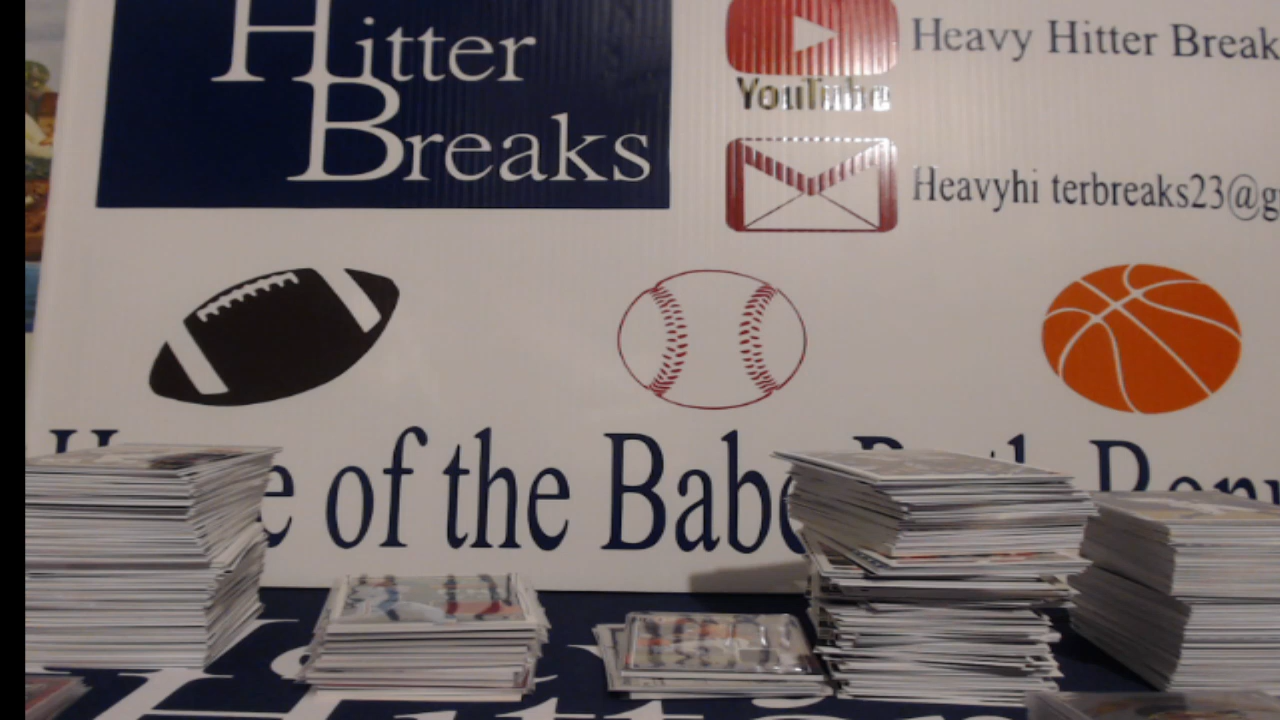 Hitter
Breaks
Heavy Hitter Break
YouTube
Heavyhi terbreaks23@g
e of the Babe